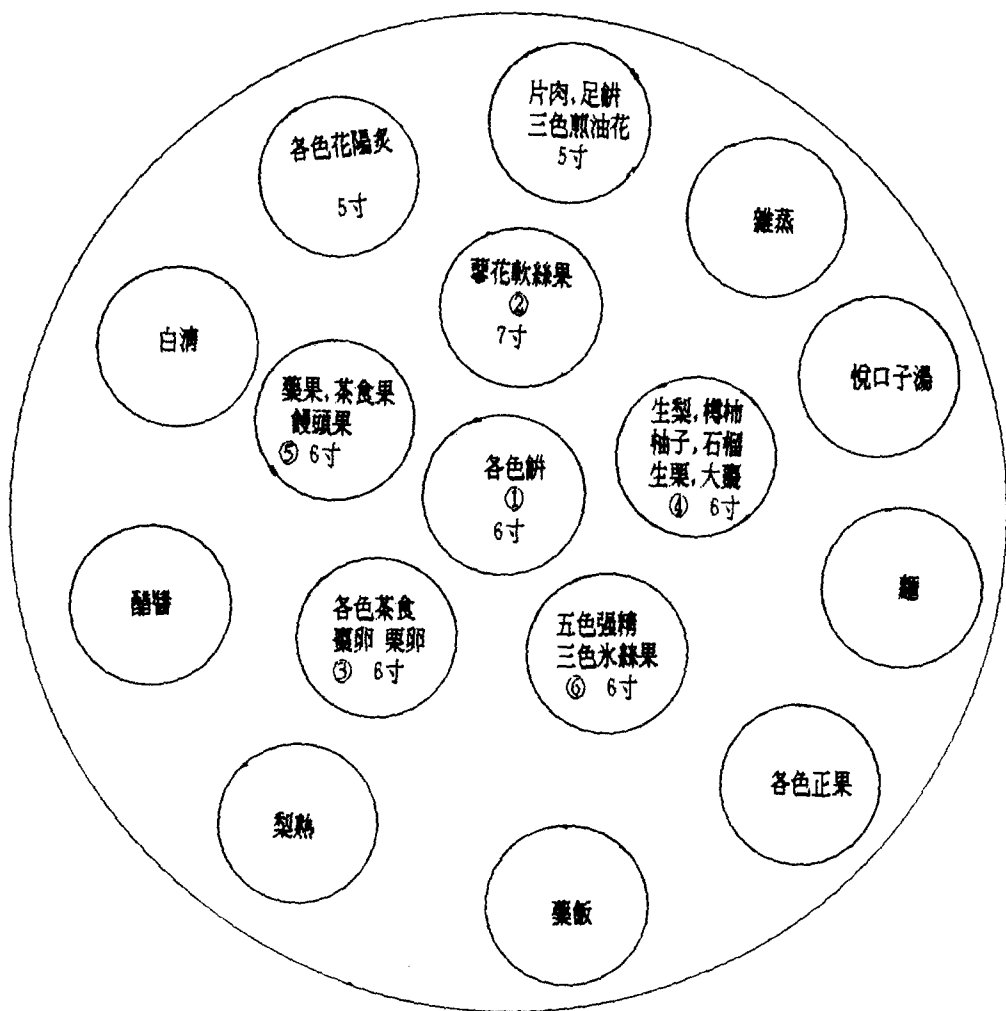 片肉, 足餠
三色煎油花
5寸
各色花陽炙
5寸
雜蒸
蓼花軟絲果
②
7寸
白淸
悅口子湯
藥果, 茶食果
饅頭果
⑤ 6寸
生梨, 樽柿
柚子, 石榴
生栗, 大棗
④ 6寸
各色餠
①
6寸
醋醬
麵
各色茶食
棗卵 栗卵
③ 6寸
五色强精
三色氷絲果
⑥ 6寸
各色正果
梨熟
藥飯